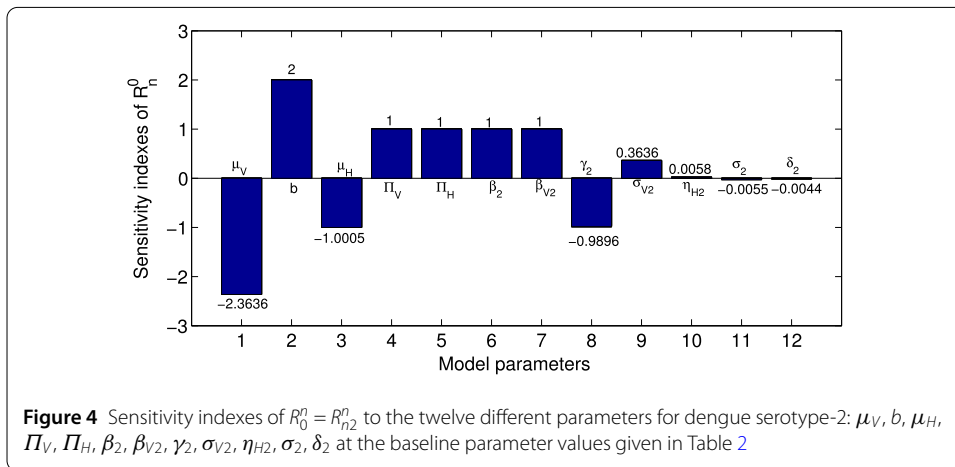 3
2
1
0
−1
−2
−3
Sensitivity indexes of R_n^0
μ_V
−2.3636
2
b
μ_H
−1.0005
1
Π_V
1
Π_H
1
β_2
1
β_V2
γ_2
−0.9896
0.3636
σ_V2
0.0058
η_H2
σ_2
−0.0055
δ_2
−0.0044
1 2 3 4 5 6 7 8 9 10 11 12
Model parameters
Figure 4 Sensitivity indexes of R_0^n = R_{n2}^n to the twelve different parameters for dengue serotype-2: μ_V, b, μ_H,
Π_V, Π_H, β_2, β_V2, γ_2, σ_V2, η_H2, σ_2, δ_2 at the baseline parameter values given in Table 2